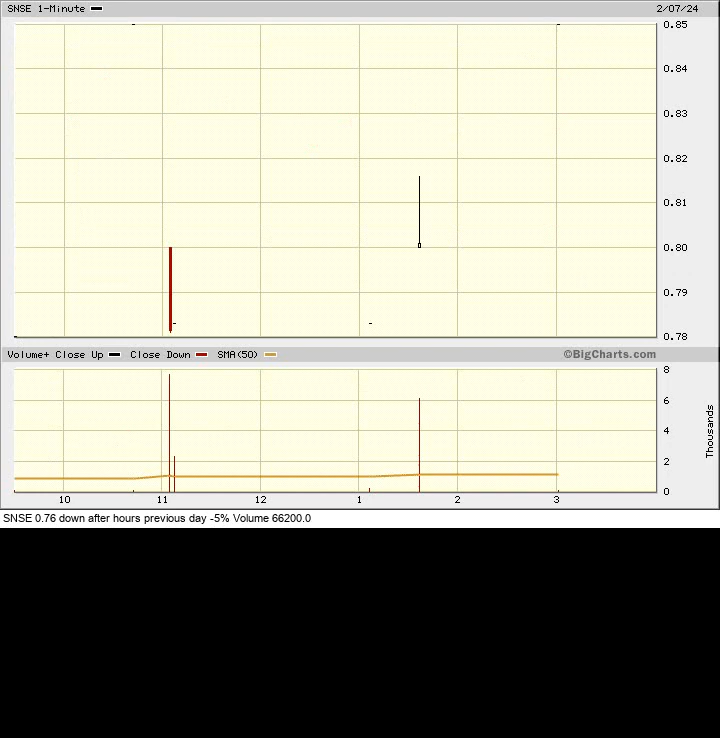 SNSE 1-Minute 2/07/24
0.85
0.84
0.83
0.82
0.81
0.80
0.79
0.78
Volume+ Close Up Close Down SMA(50) ©BigCharts.com
8
6
4
2
0
Thousands
10 11 12 1 2 3
SNSE 0.76 down after hours previous day -5% Volume 66200.0